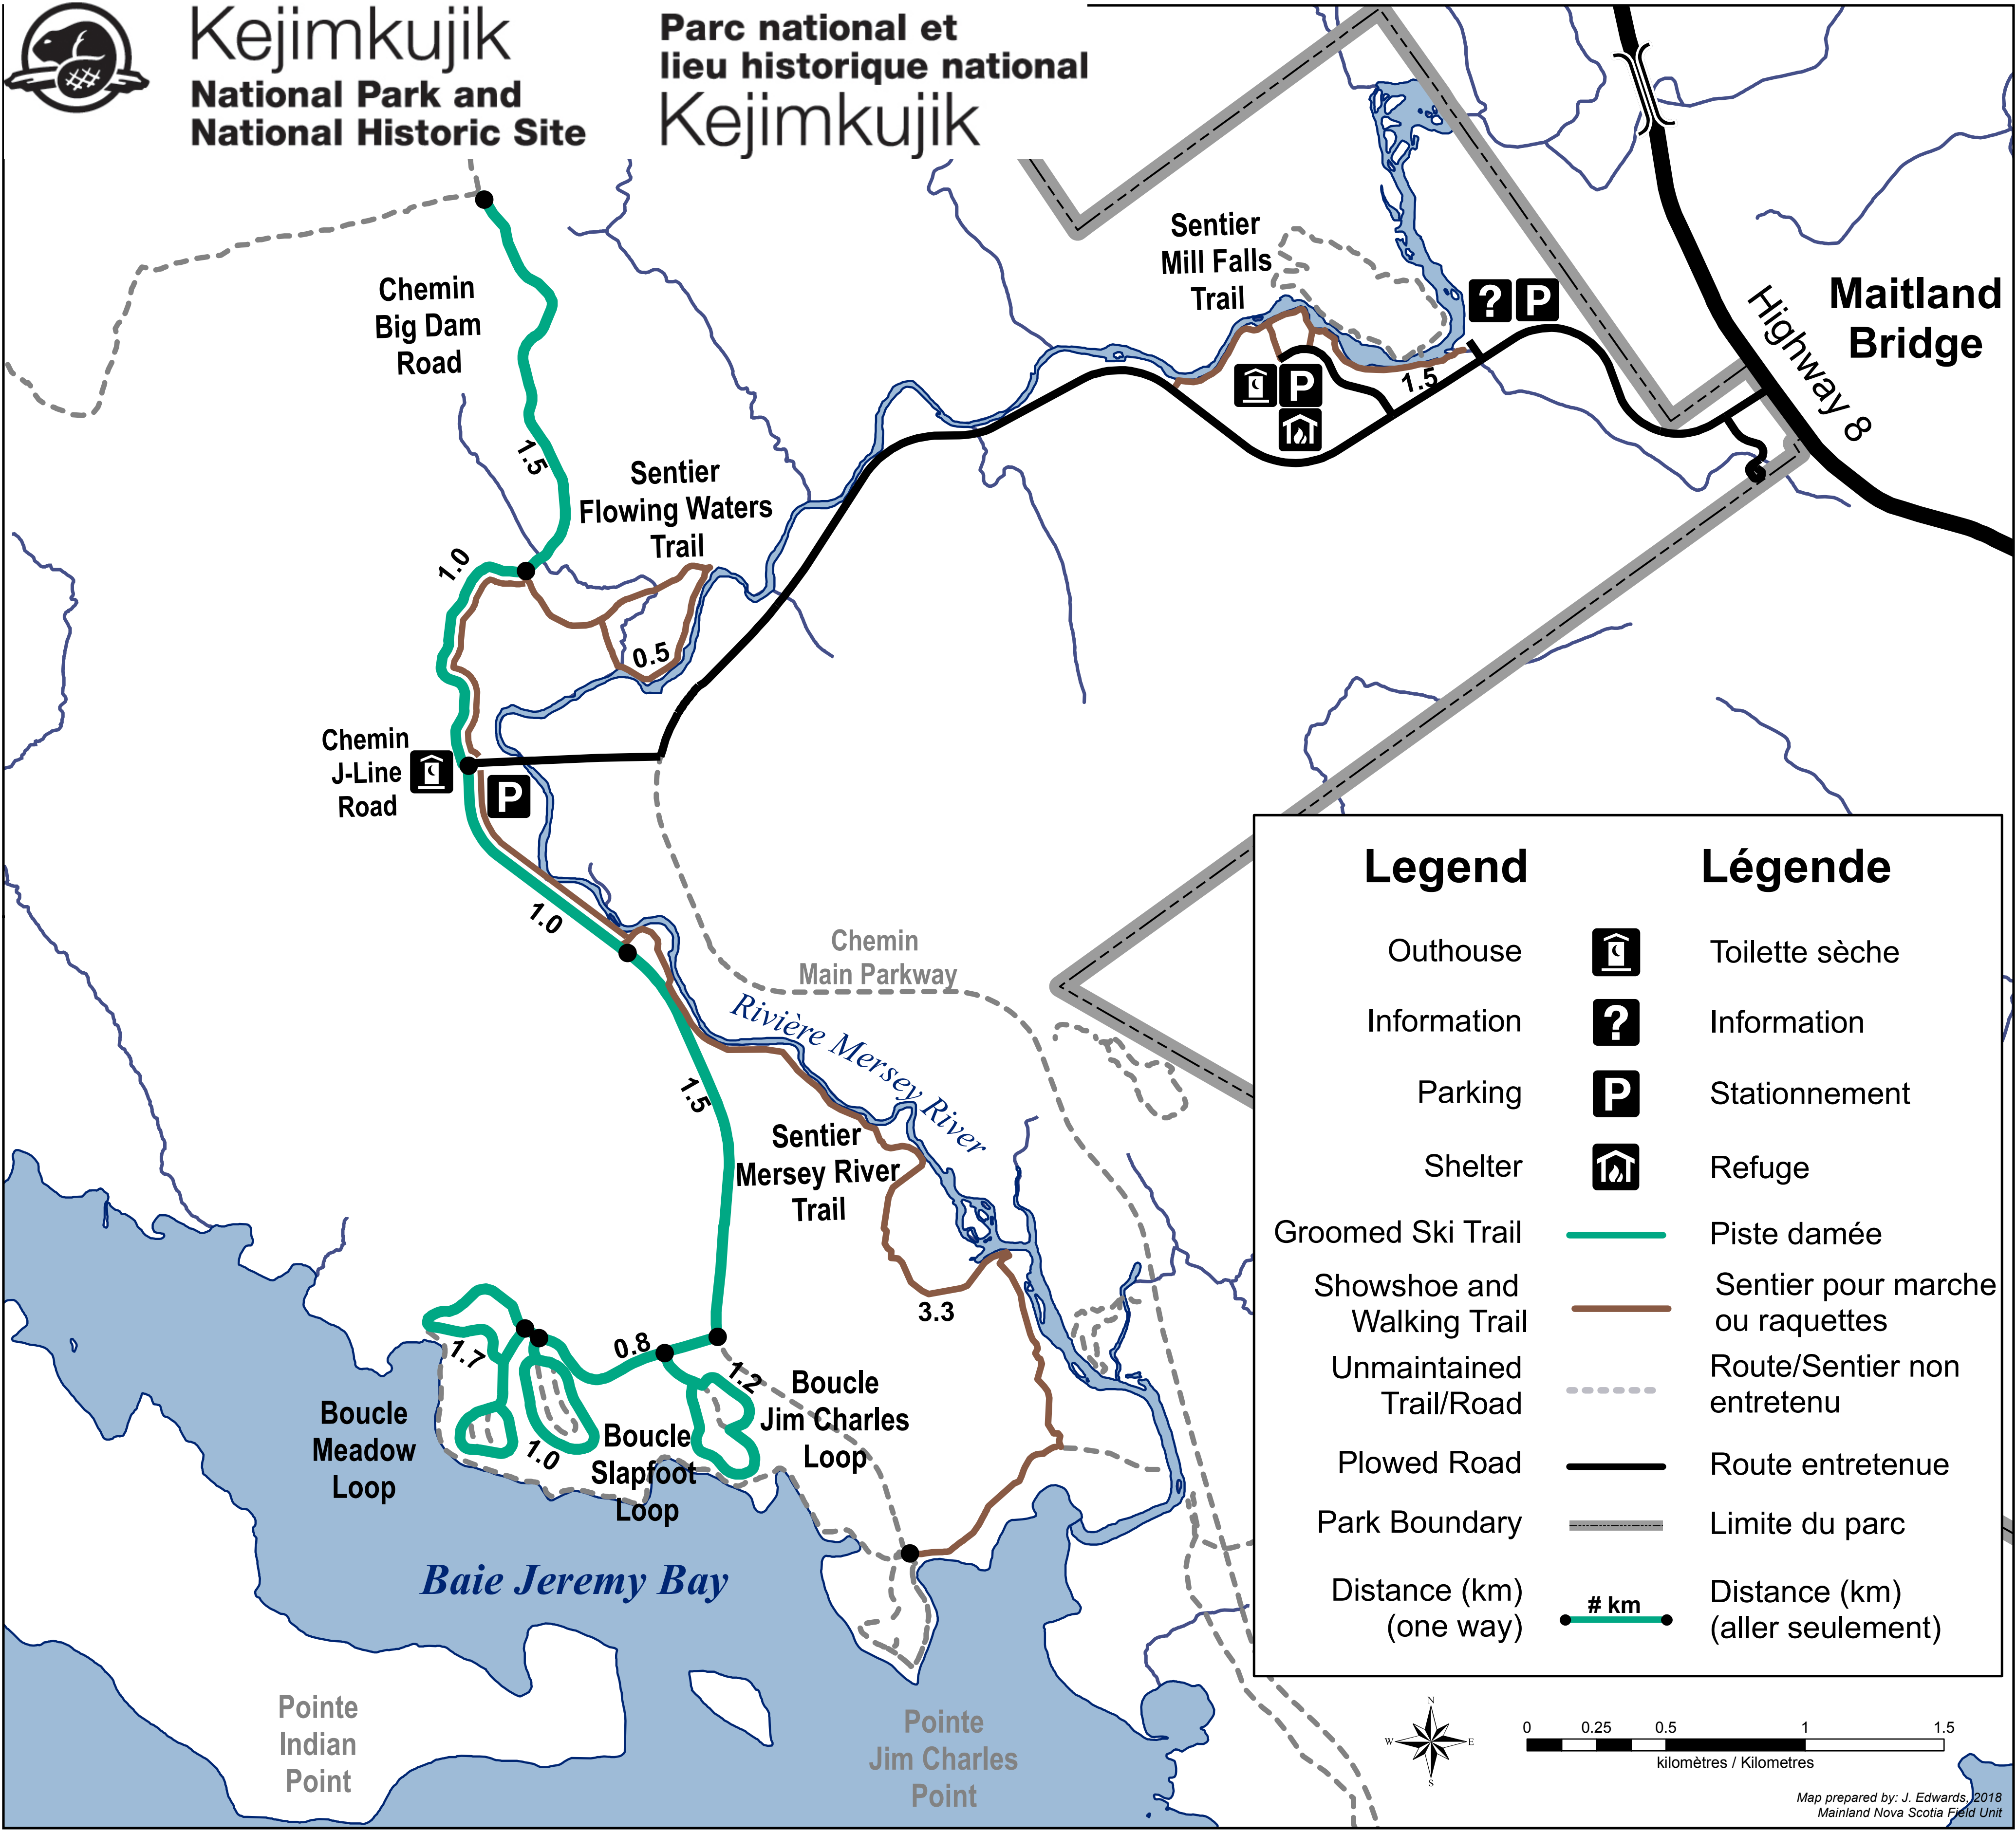 Kejimkujik
National Park and
National Historic Site
Parc national et
lieu historique national
Kejimkujik
Sentier
Mill Falls
Trail
? P
Maitland
Bridge
Highway 8
Chemin
Big Dam
Road
P
1.5
1.5
Sentier
Flowing Waters
Trail
1.0
0.5
Chemin
J-Line
Road
P
1.0
Chemin
Main Parkway
Rivière Mersey River
1.5
Sentier
Mersey River
Trail
3.3
0.8
1.7
1.2
Boucle
Jim Charles
Loop
Boucle
Meadow
Loop
1.0
Boucle
Slapfoot
Loop
Baie Jeremy Bay
Pointe
Indian
Point
Pointe
Jim Charles
Point
Legend Légende
Outhouse Toilette sèche
Information ? Information
Parking P Stationnement
Shelter Refuge
Groomed Ski Trail Piste damée
Showshoe and Sentier pour marche
Walking Trail ou raquettes
Unmaintained Route/Sentier non
Trail/Road entretenu
Plowed Road Route entretenue
Park Boundary Limite du parc
Distance (km) # km Distance (km)
(one way) (aller seulement)
N
W E
S
0 0.25 0.5 1 1.5
kilomètres / Kilometres
Map prepared by: J. Edwards, 2018
Mainland Nova Scotia Field Unit